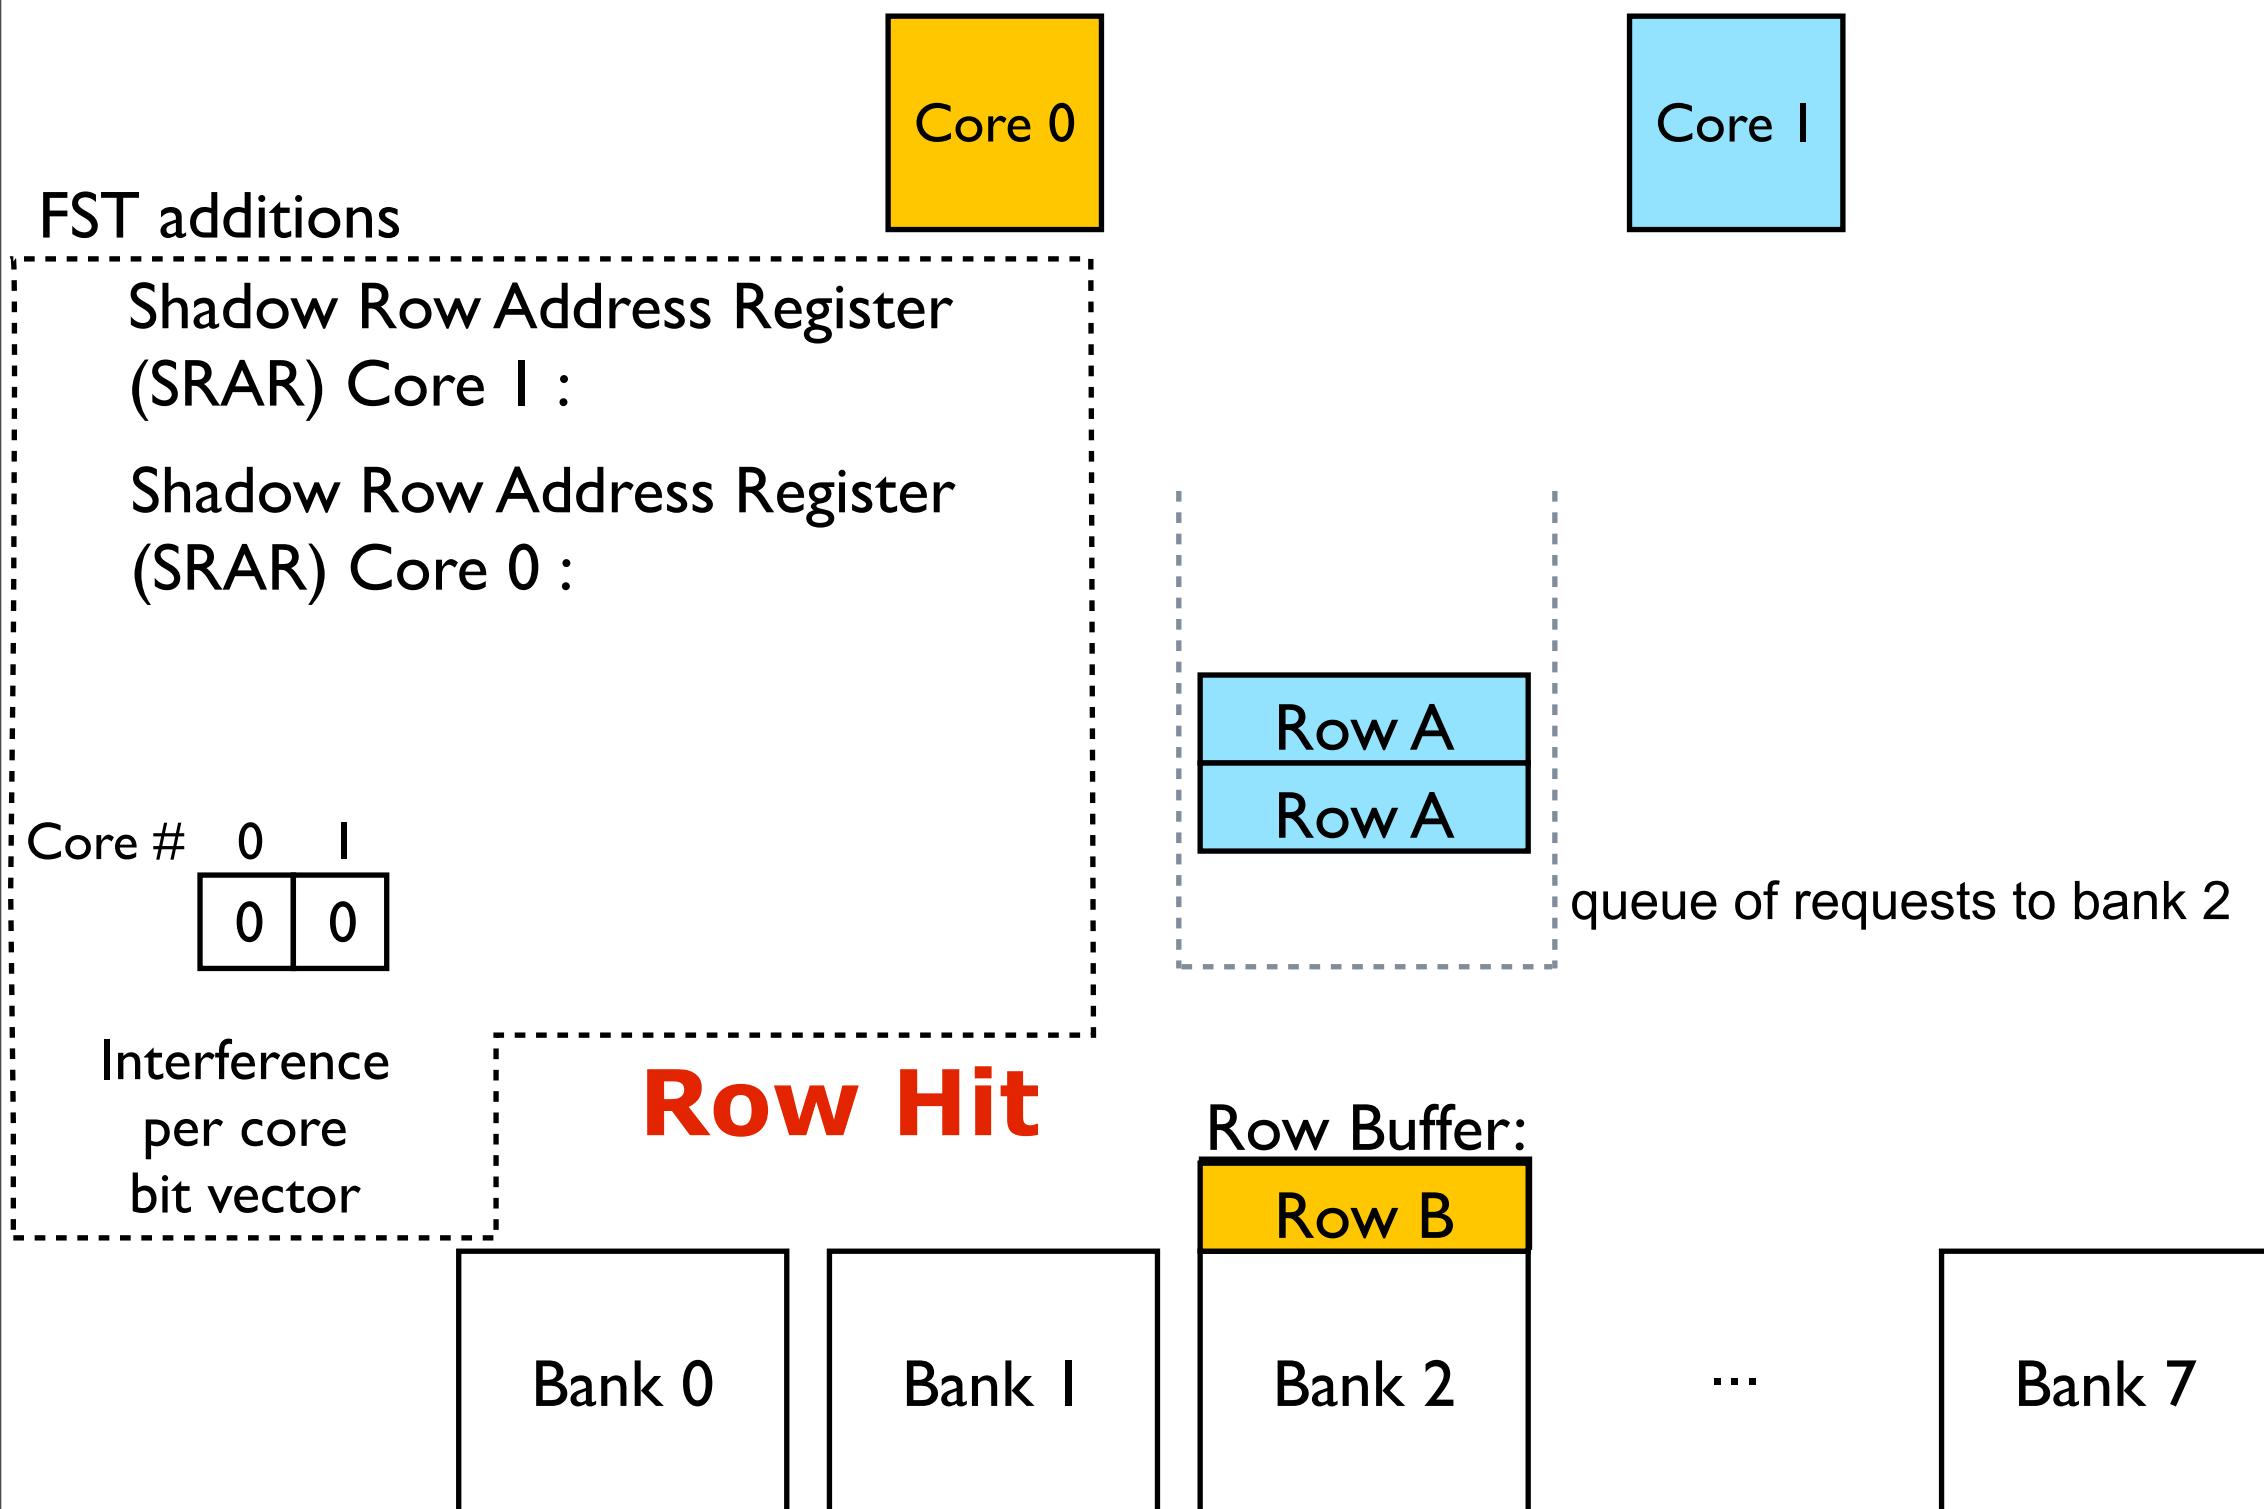 Core 0
Core 1
FST additions
Shadow Row Address Register
(SRAR) Core 1 :
Shadow Row Address Register
(SRAR) Core 0 :
Row A
Row A
Core # 0 1
0 0
queue of requests to bank 2
Interference
per core
bit vector
Row Hit
Row Buffer:
Row B
Bank 0
Bank 1
Bank 2
...
Bank 7